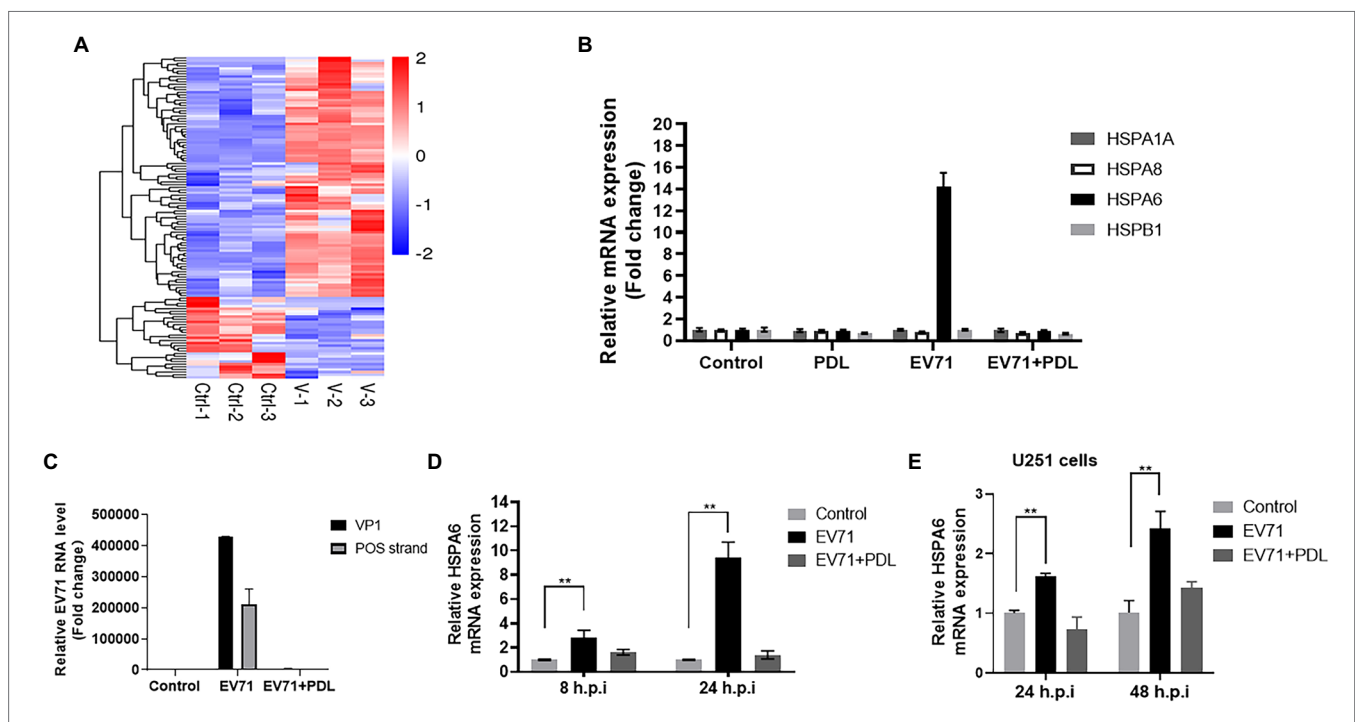 A
2
1
0
-1
-2
Ctrl-1
Ctrl-2
Ctrl-3
V-1
V-2
V-3
B
Relative mRNA expression
(Fold change)
20
18
16
14
12
10
8
6
4
2
0
Control
PDL
EV71
EV71+PDL
HSPA1A
HSPA8
HSPA6
HSPB1
C
Relative EV71 RNA level
(Fold change)
500000
400000
300000
200000
100000
0
Control
EV71
EV71+PDL
VP1
POS strand
D
Relative HSPA6
mRNA expression
14
12
10
8
6
4
2
0
**
**
8 h.p.i
24 h.p.i
Control
EV71
EV71+PDL
E
U251 cells
Relative HSPA6
mRNA expression
3
2
1
0
**
**
24 h.p.i
48 h.p.i
Control
EV71
EV71+PDL